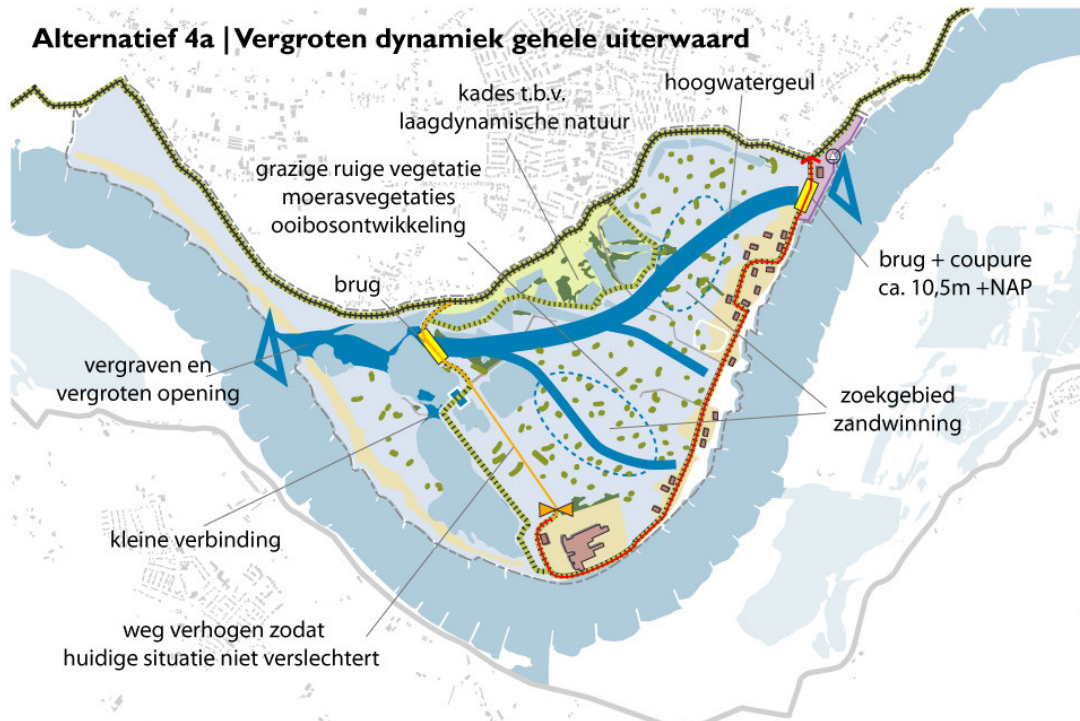 Alternatief 4a | Vergroten dynamiek gehele uiterwaard
hoogwatergeul
kades t.b.v.
laagdynamische natuur
grazige ruige vegetatie
moerasvegetaties
ooibosontwikkeling
brug
brug + coupure
ca. 10,5m +NAP
vergraven en
vergroten opening
zoekgebied
zandwinning
kleine verbinding
weg verhogen zodat
huidige situatie niet verslechtert